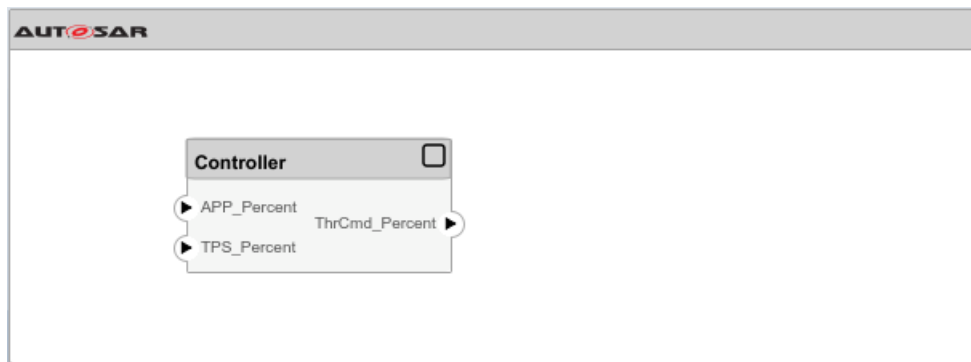 AUTOSAR
Controller
APP_Percent
ThrCmd_Percent
TPS_Percent